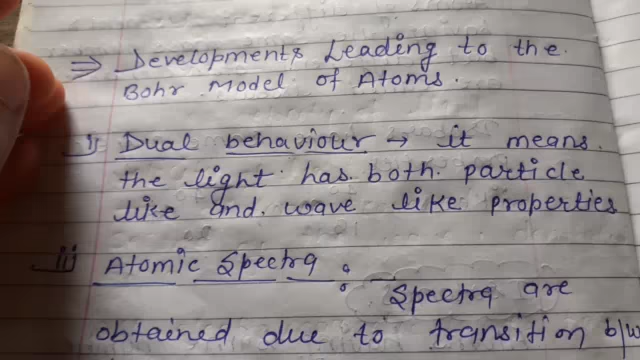 ⇒ Developments Leading to the
Bohr Model of Atoms.
i) Dual behaviour → it means
the light has both particle
like and wave like properties
ii) Atomic Spectra :- Spectra are
obtained due to transition b/w